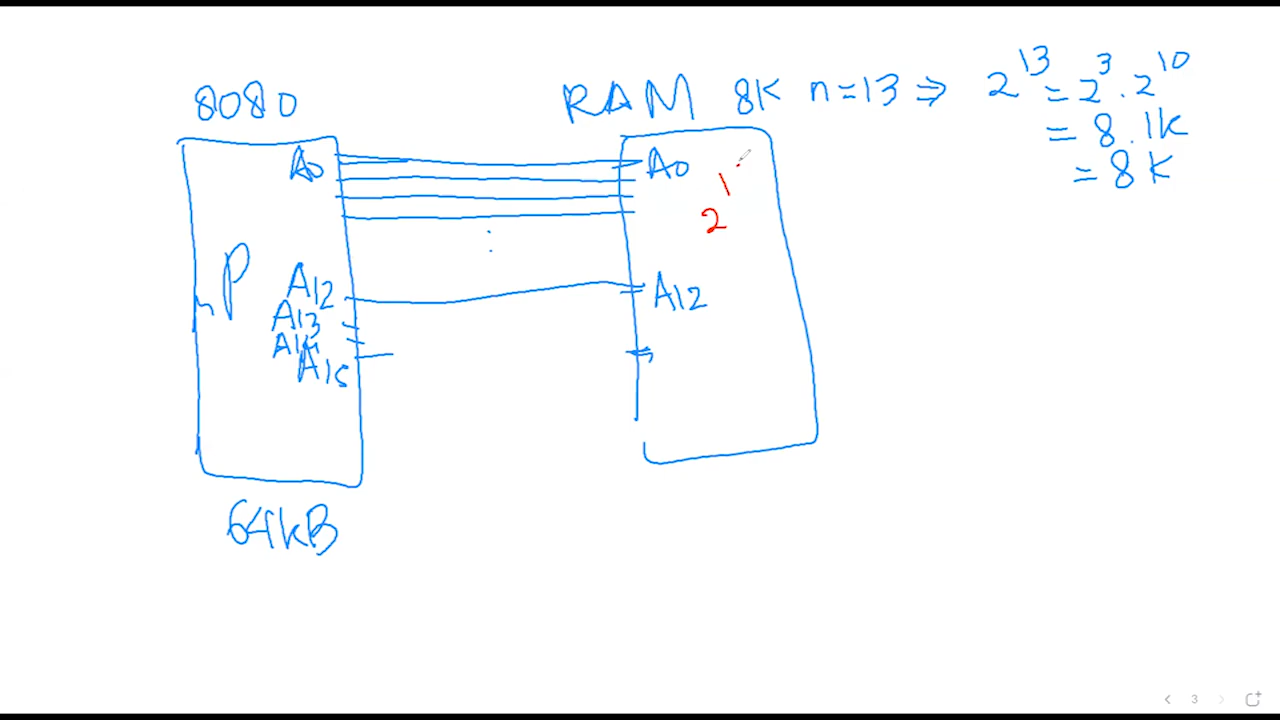 8080
RAM 8K n=13 ⇒ 2^13 = 2^3 . 2^10
= 8 . 1K
= 8K
A0
A0
1
2
μP
A12
A12
A13
A14
A15
64kB
3